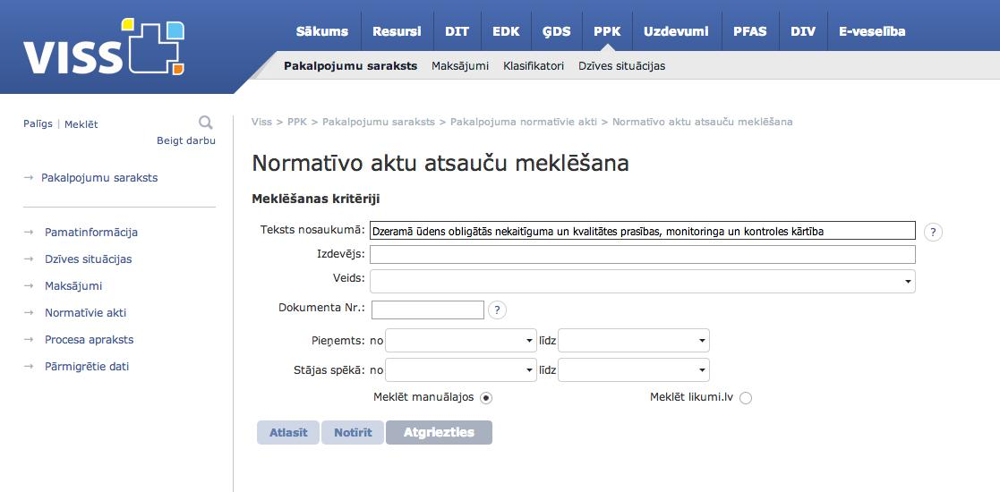 VISS
Sākums Resursi DIT EDK ĢDS PPK Uzdevumi PFAS DIV E-veselība
Pakalpojumu saraksts Maksājumi Klasifikatori Dzīves situācijas
Palīgs | Meklēt
Beigt darbu
→ Pakalpojumu saraksts
→ Pamatinformācija
→ Dzīves situācijas
→ Maksājumi
→ Normatīvie akti
→ Procesa apraksts
→ Pārmigrētie dati
Viss > PPK > Pakalpojumu saraksts > Pakalpojuma normatīvie akti > Normatīvo aktu atsauču meklēšana
Normatīvo aktu atsauču meklēšana
Meklēšanas kritēriji
Teksts nosaukumā: Dzeramā ūdens obligātās nekaitīguma un kvalitātes prasības, monitoringa un kontroles kārtība ?
Izdevējs:
Veids:
Dokumenta Nr.: ?
Pieņemts: no līdz
Stājas spēkā: no līdz
Meklēt manuālajos Meklēt likumi.lv
Atlasīt Notīrīt Atgriezties